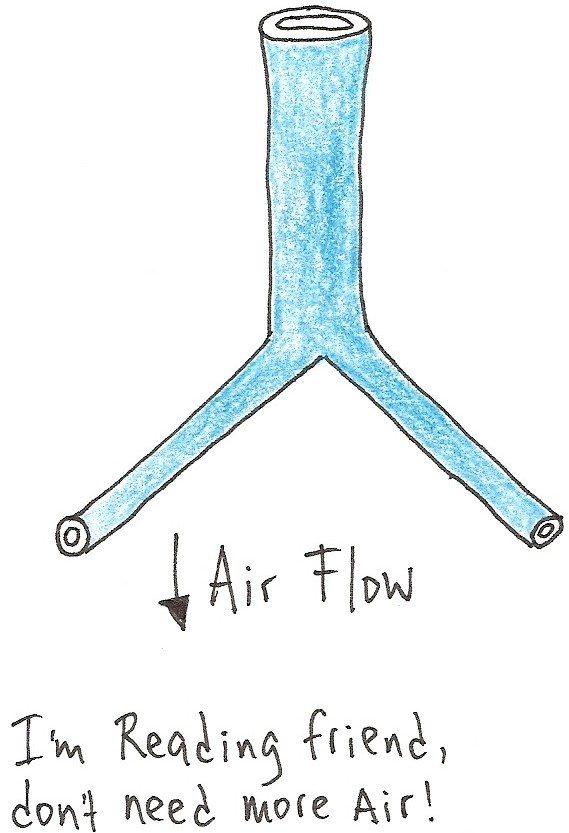 Air Flow
I'm Reading friend,
don't need more Air!